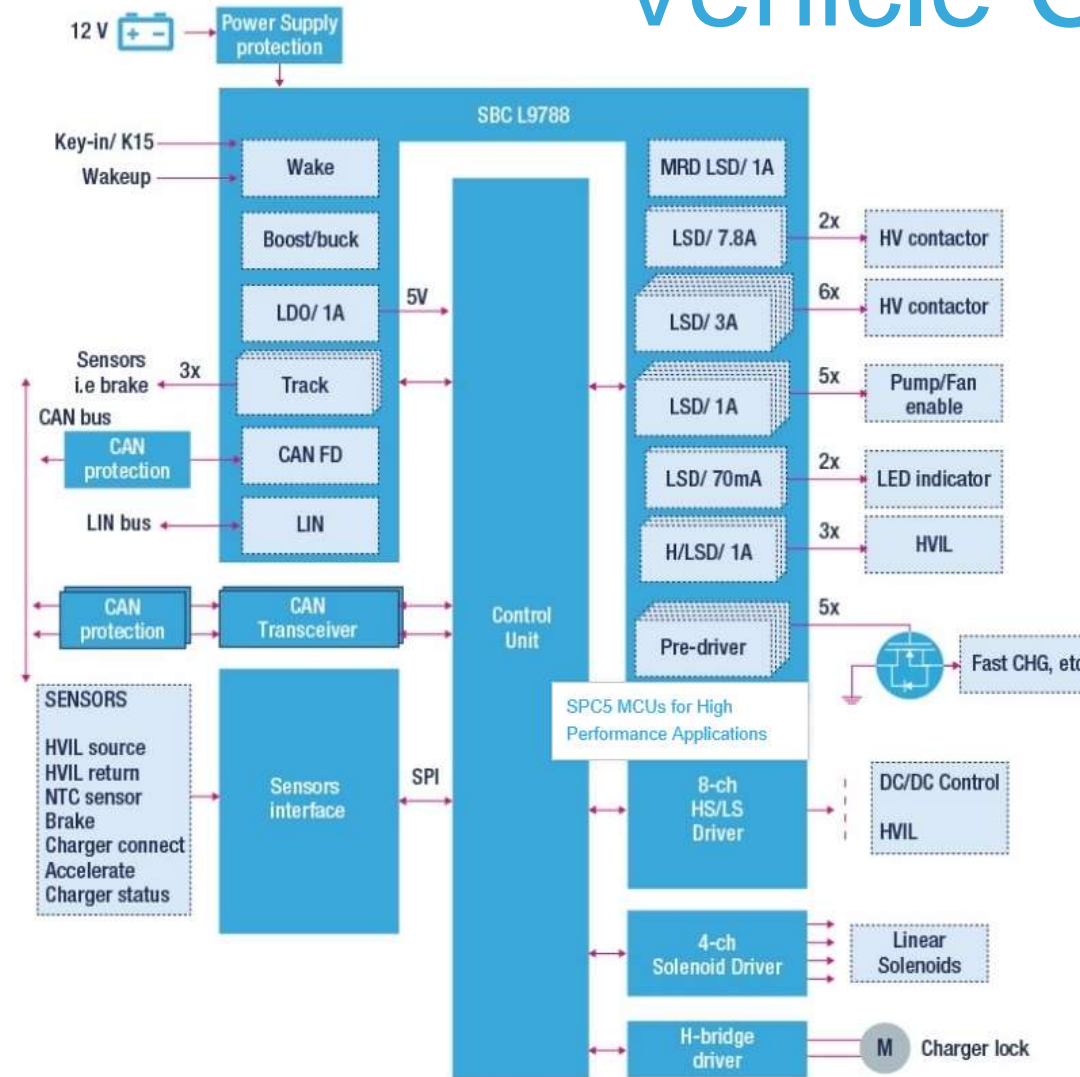 Vehicle C
12 V
Power Supply
protection
SBC L9788
Key-in/ K15
Wakeup
Wake
Boost/buck
LDO/ 1A
5V
Sensors
i.e brake
3x
Track
CAN bus
CAN
protection
CAN FD
LIN bus
LIN
MRD LSD/ 1A
LSD/ 7.8A
2x
HV contactor
LSD/ 3A
6x
HV contactor
LSD/ 1A
5x
Pump/Fan
enable
LSD/ 70mA
2x
LED indicator
H/LSD/ 1A
3x
HVIL
Pre-driver
5x
Fast CHG, etc
CAN
protection
CAN
Transceiver
Control
Unit
SPC5 MCUs for High
Performance Applications
SENSORS
HVIL source
HVIL return
NTC sensor
Brake
Charger connect
Accelerate
Charger status
Sensors
interface
SPI
8-ch
HS/LS
Driver
DC/DC Control
HVIL
4-ch
Solenoid Driver
Linear
Solenoids
H-bridge
driver
M
Charger lock